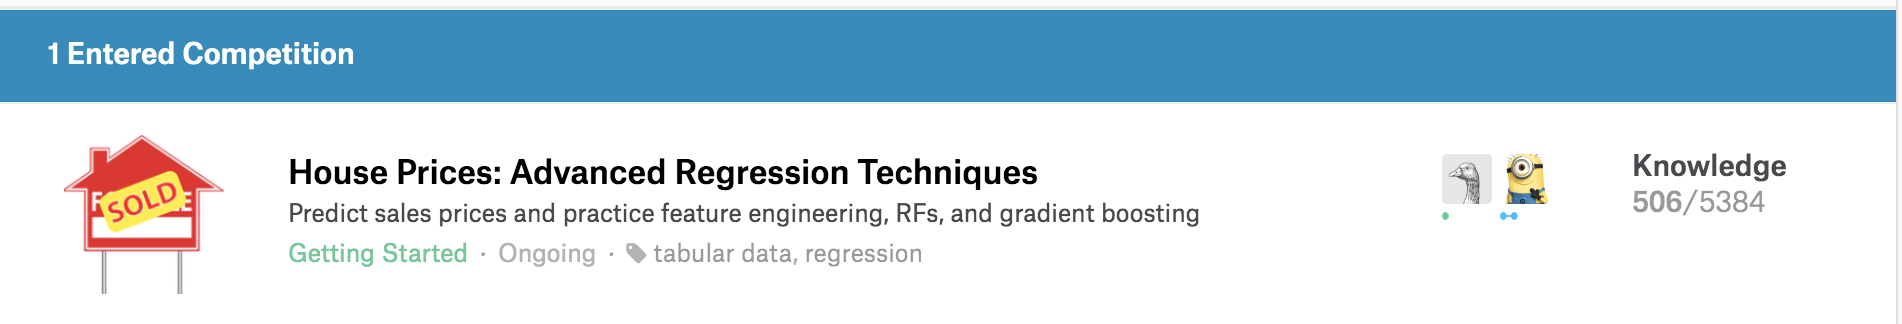 1 Entered Competition
SOLD
House Prices: Advanced Regression Techniques
Predict sales prices and practice feature engineering, RFs, and gradient boosting
Getting Started · Ongoing · tabular data, regression
Knowledge
506/5384